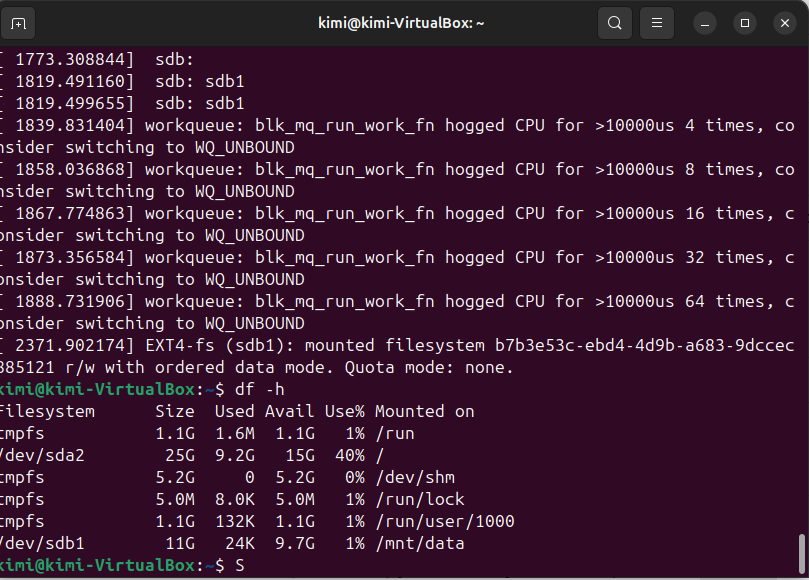 kimi@kimi-VirtualBox: ~
[ 1773.308844]  sdb:
[ 1819.491160]  sdb: sdb1
[ 1819.499655]  sdb: sdb1
[ 1839.831404] workqueue: blk_mq_run_work_fn hogged CPU for >10000us 4 times, co
nsider switching to WQ_UNBOUND
[ 1858.036868] workqueue: blk_mq_run_work_fn hogged CPU for >10000us 8 times, co
nsider switching to WQ_UNBOUND
[ 1867.774863] workqueue: blk_mq_run_work_fn hogged CPU for >10000us 16 times, c
onsider switching to WQ_UNBOUND
[ 1873.356584] workqueue: blk_mq_run_work_fn hogged CPU for >10000us 32 times, c
onsider switching to WQ_UNBOUND
[ 1888.731906] workqueue: blk_mq_run_work_fn hogged CPU for >10000us 64 times, c
onsider switching to WQ_UNBOUND
[ 2371.902174] EXT4-fs (sdb1): mounted filesystem b7b3e53c-ebd4-4d9b-a683-9dccec
885121 r/w with ordered data mode. Quota mode: none.
kimi@kimi-VirtualBox:~$ df -h
Filesystem      Size  Used Avail Use% Mounted on
tmpfs           1.1G  1.6M  1.1G   1% /run
/dev/sda2        25G  9.2G   15G  40% /
tmpfs           5.2G     0  5.2G   0% /dev/shm
tmpfs           5.0M  8.0K  5.0M   1% /run/lock
tmpfs           1.1G  132K  1.1G   1% /run/user/1000
/dev/sdb1        11G   24K  9.7G   1% /mnt/data
kimi@kimi-VirtualBox:~$ S